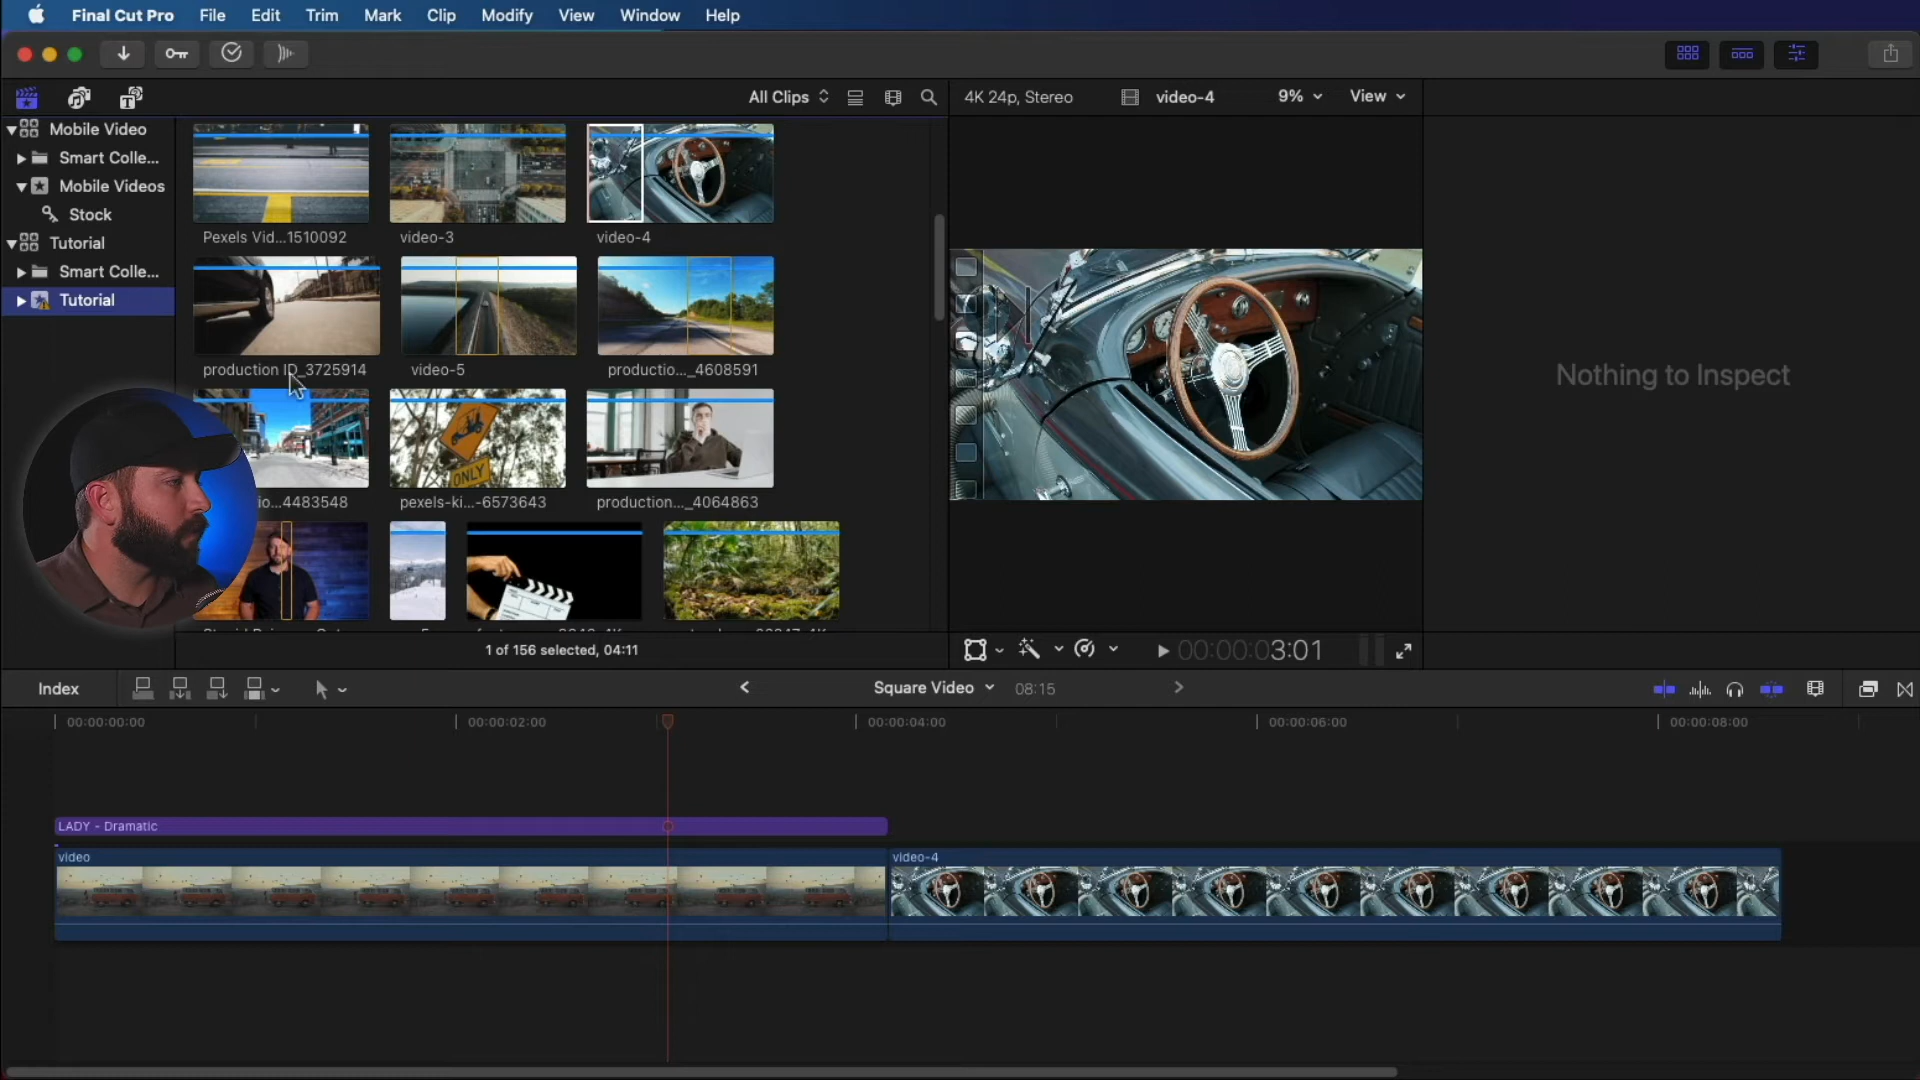 Final Cut Pro File Edit Trim Mark Clip Modify View Window Help
All Clips
4K 24p, Stereo
video-4
9%
View
Mobile Video
Smart Colle...
Mobile Videos
Stock
Tutorial
Smart Colle...
Tutorial
Pexels Vid...1510092
video-3
video-4
production ID_3725914
video-5
productio..._4608591
ONLY
io...4483548
pexels-ki...-6573643
production..._4064863
1 of 156 selected, 04:11
Nothing to Inspect
00:00:00:03:01
Index
Square Video
08:15
00:00:00:00
00:00:02:00
00:00:04:00
00:00:06:00
00:00:08:00
LADY - Dramatic
video
video-4